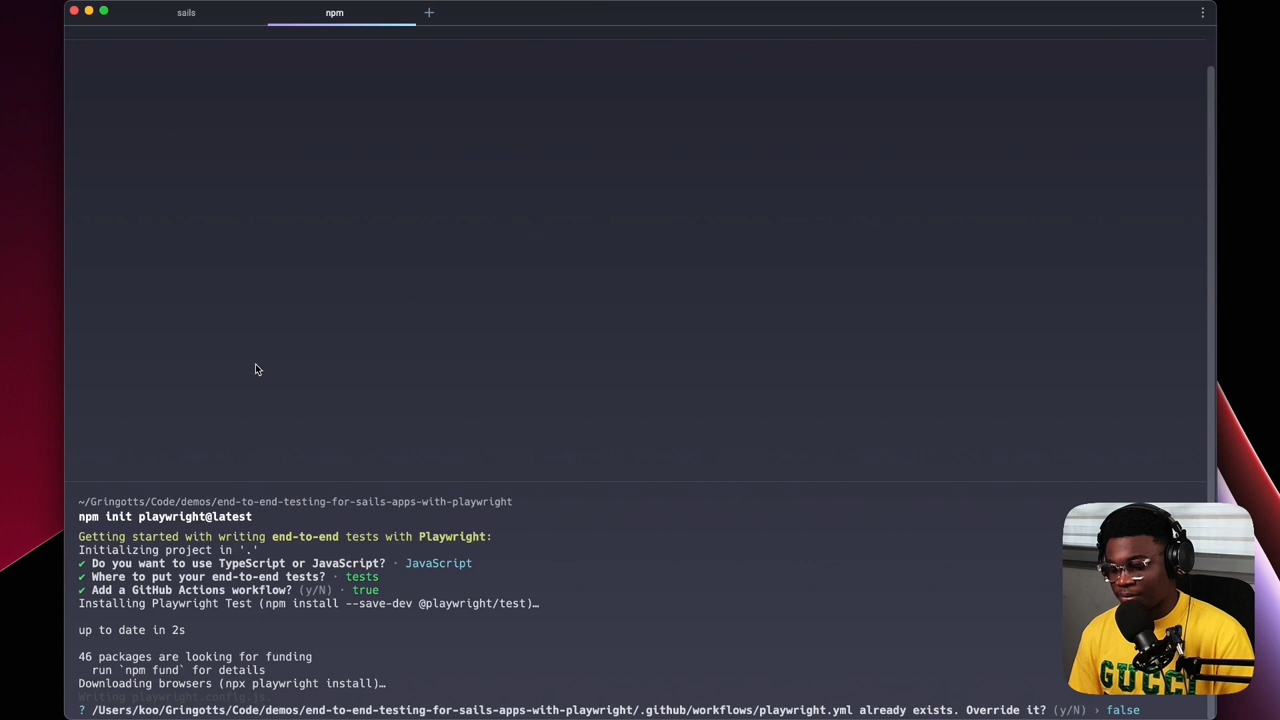 sails
npm
~/Gringotts/Code/demos/end-to-end-testing-for-sails-apps-with-playwright
npm init playwright@latest
Getting started with writing end-to-end tests with Playwright:
Initializing project in '.'
✔ Do you want to use TypeScript or JavaScript? · JavaScript
✔ Where to put your end-to-end tests? · tests
✔ Add a GitHub Actions workflow? (y/N) · true
Installing Playwright Test (npm install --save-dev @playwright/test)…
up to date in 2s
46 packages are looking for funding
run `npm fund` for details
Downloading browsers (npx playwright install)…
Writing playwright.config.js.
? /Users/koo/Gringotts/Code/demos/end-to-end-testing-for-sails-apps-with-playwright/.github/workflows/playwright.yml already exists. Override it? (y/N) › false
GUCCI